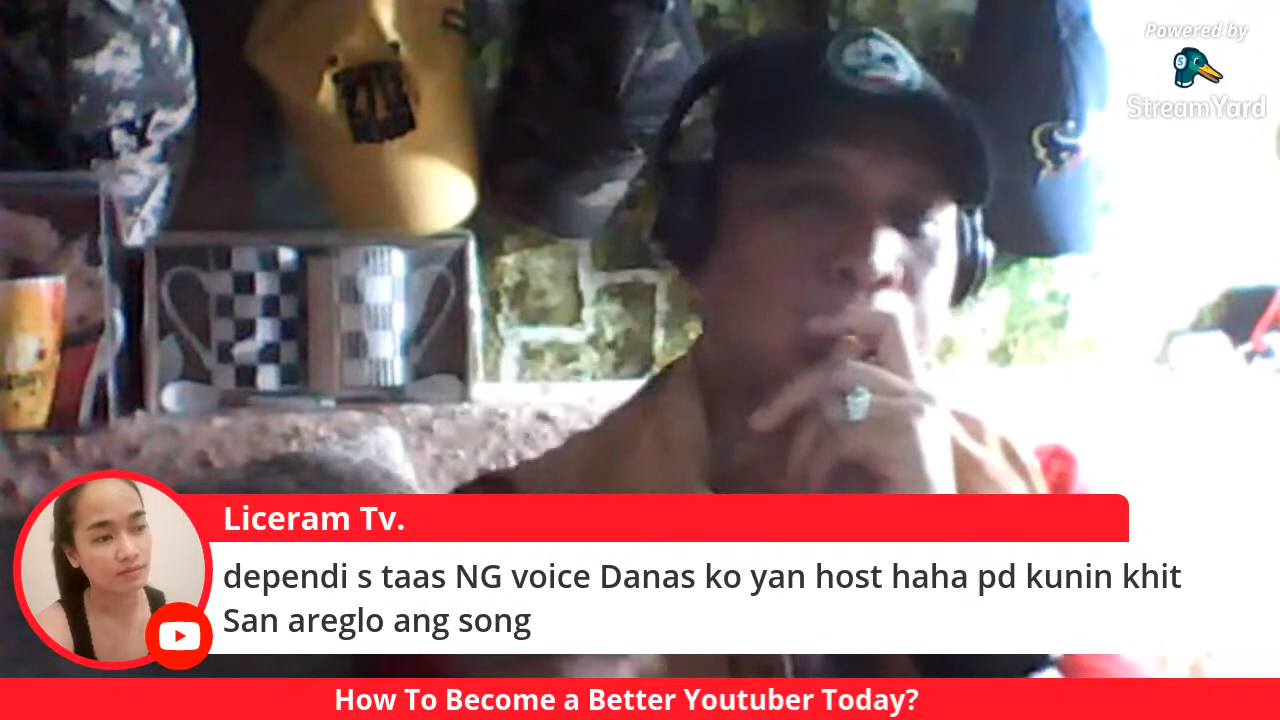 Powered by
StreamYard
Liceram Tv.
dependi s taas NG voice Danas ko yan host haha pd kunin khit
San areglo ang song
How To Become a Better Youtuber Today?